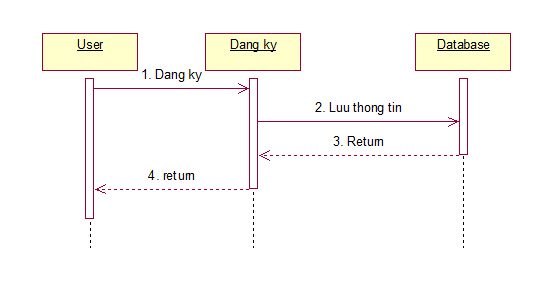 User
Dang ky
Database
1. Dang ky
2. Luu thong tin
3. Return
4. return